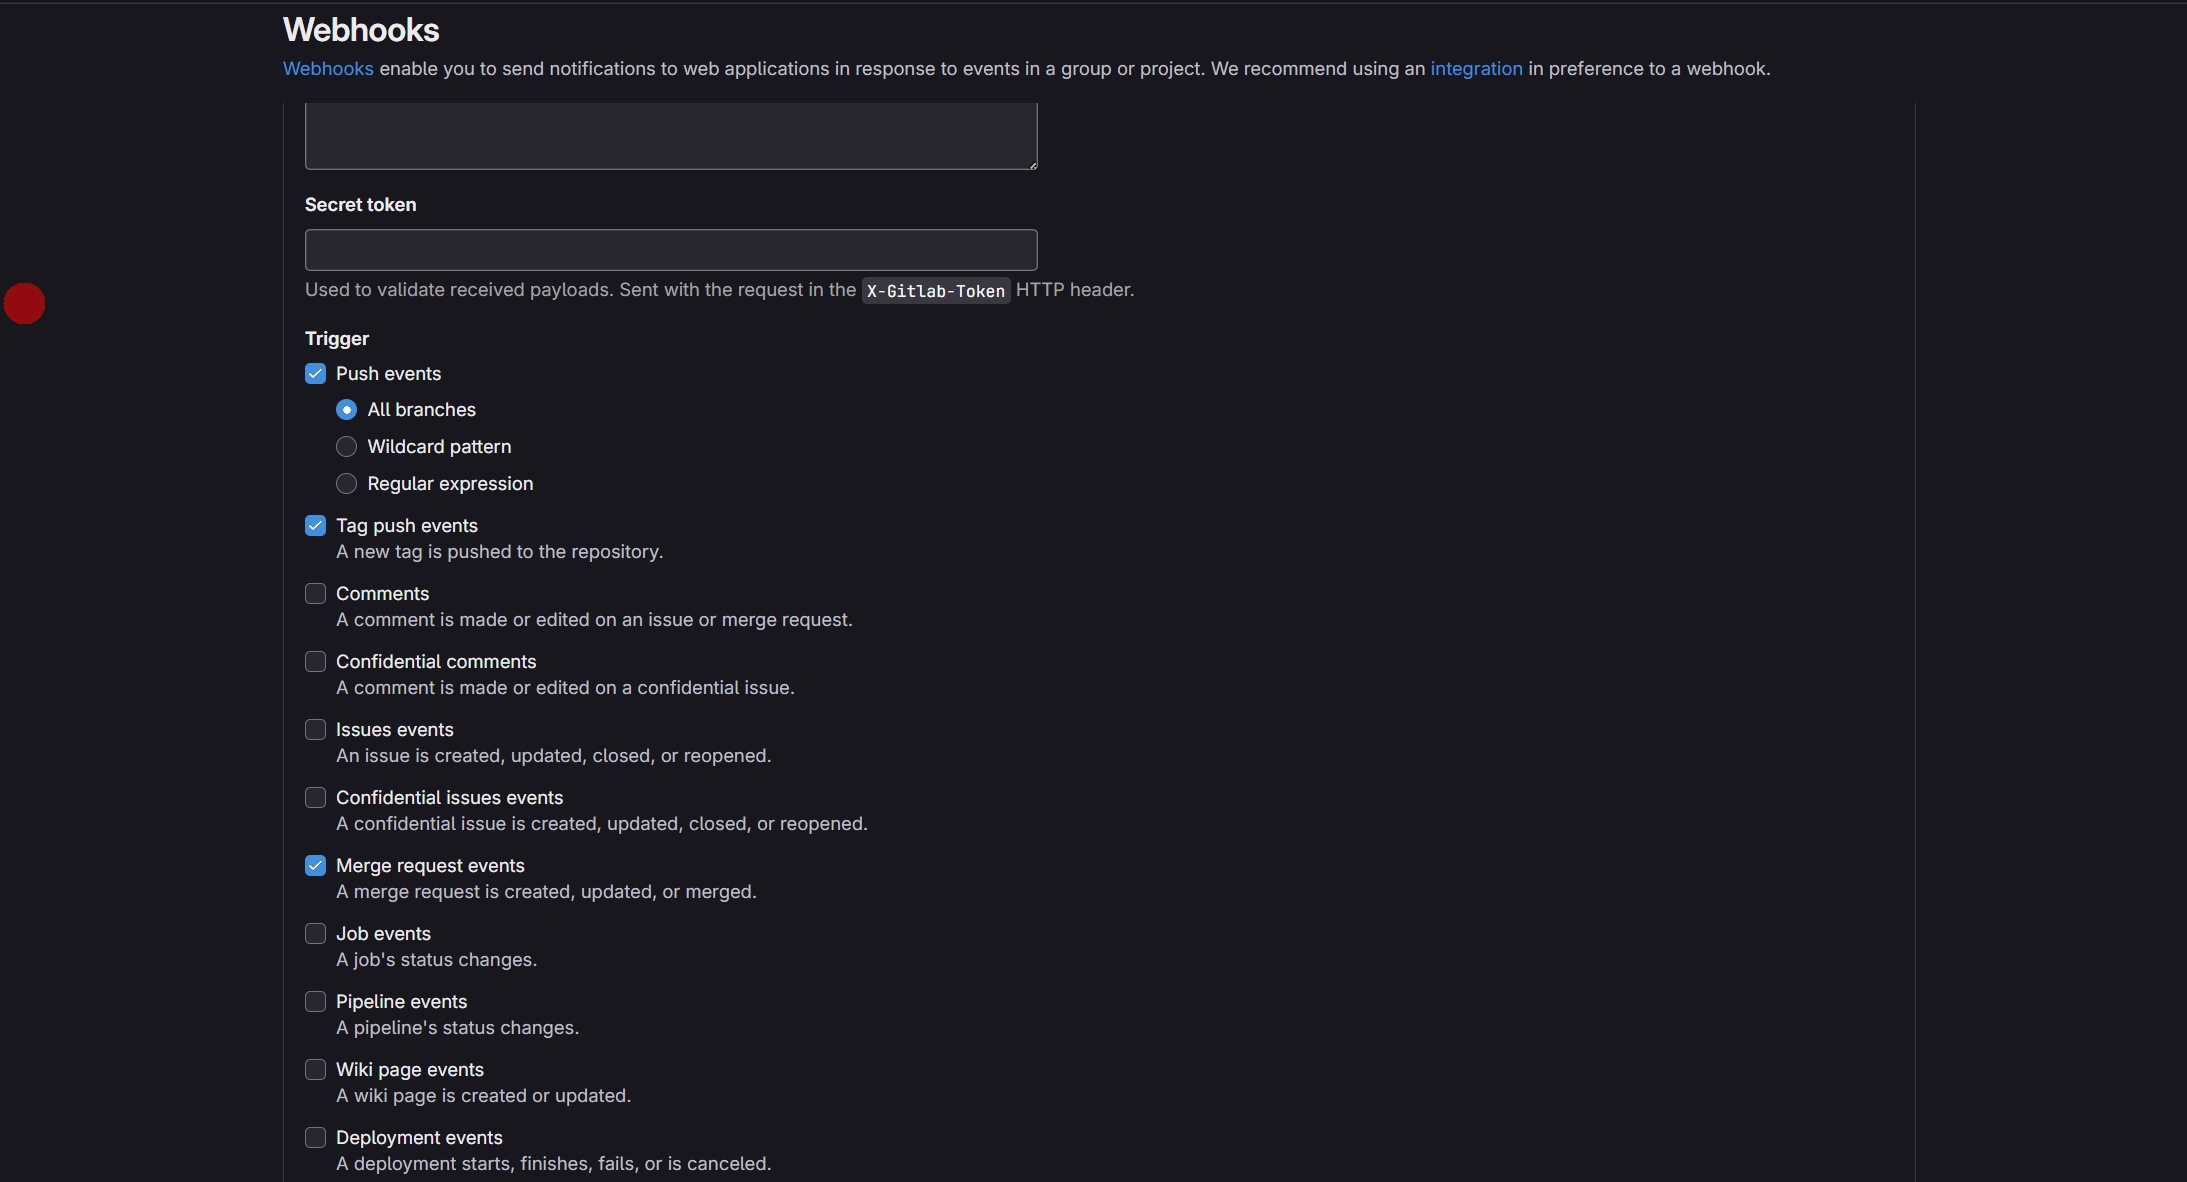 Webhooks
Webhooks enable you to send notifications to web applications in response to events in a group or project. We recommend using an integration in preference to a webhook.
Secret token
Used to validate received payloads. Sent with the request in the X-Gitlab-Token HTTP header.
Trigger
Push events
All branches
Wildcard pattern
Regular expression
Tag push events
A new tag is pushed to the repository.
Comments
A comment is made or edited on an issue or merge request.
Confidential comments
A comment is made or edited on a confidential issue.
Issues events
An issue is created, updated, closed, or reopened.
Confidential issues events
A confidential issue is created, updated, closed, or reopened.
Merge request events
A merge request is created, updated, or merged.
Job events
A job's status changes.
Pipeline events
A pipeline's status changes.
Wiki page events
A wiki page is created or updated.
Deployment events
A deployment starts, finishes, fails, or is canceled.